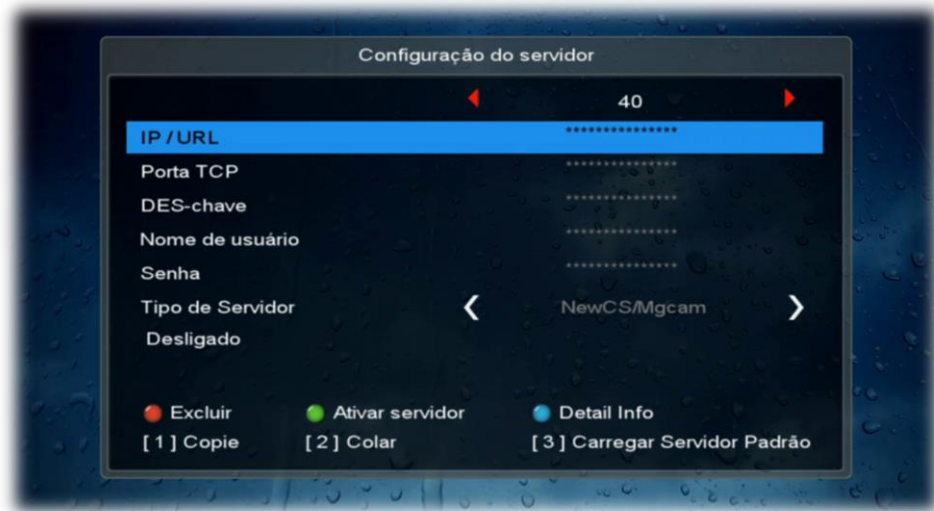 Configuração do servidor
40
IP / URL ***************
Porta TCP ***************
DES-chave ***************
Nome de usuário ***************
Senha ***************
Tipo de Servidor NewCS/Mgcam
Desligado
Excluir Ativar servidor Detail Info
[ 1 ] Copie [ 2 ] Colar [ 3 ] Carregar Servidor Padrão